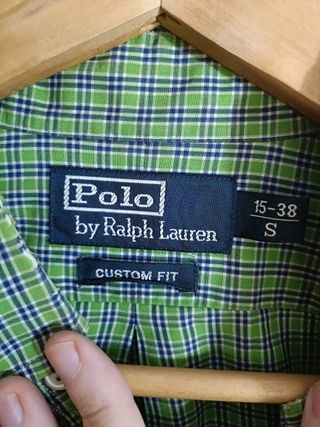 Polo
by Ralph Lauren
15-38
S
CUSTOM FIT